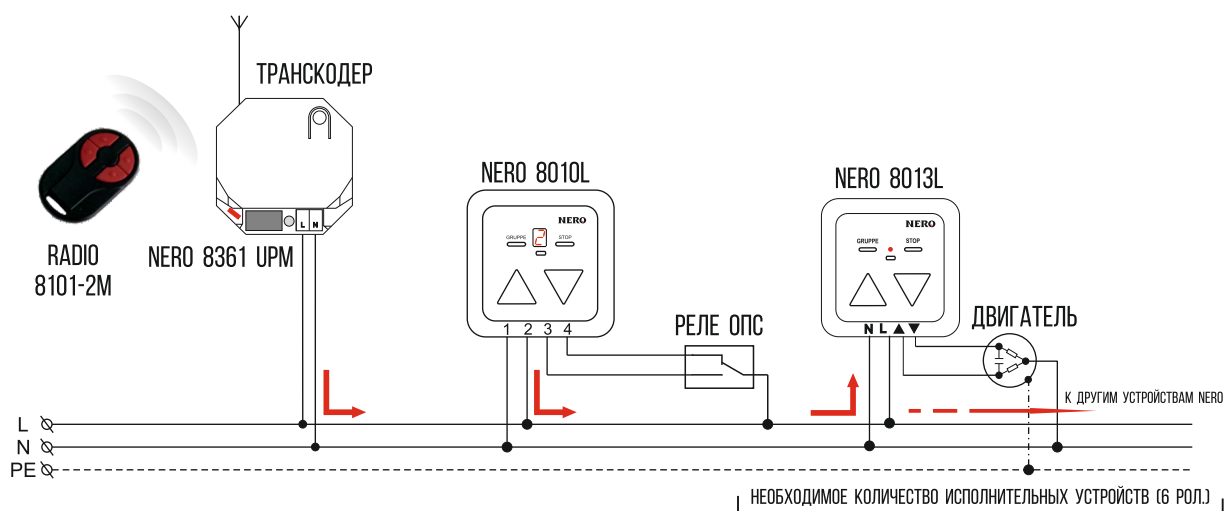 ТРАНСКОДЕР
L N
RADIO
8101-2M
NERO 8361 UPM
NERO 8010L
NERO
GRUPPE 2 STOP
1 2 3 4
РЕЛЕ ОПС
NERO 8013L
NERO
GRUPPE STOP
N L ▲ ▼
ДВИГАТЕЛЬ
К ДРУГИМ УСТРОЙСТВАМ NERO
L
N
PE
НЕОБХОДИМОЕ КОЛИЧЕСТВО ИСПОЛНИТЕЛЬНЫХ УСТРОЙСТВ (6 РОЛ.)